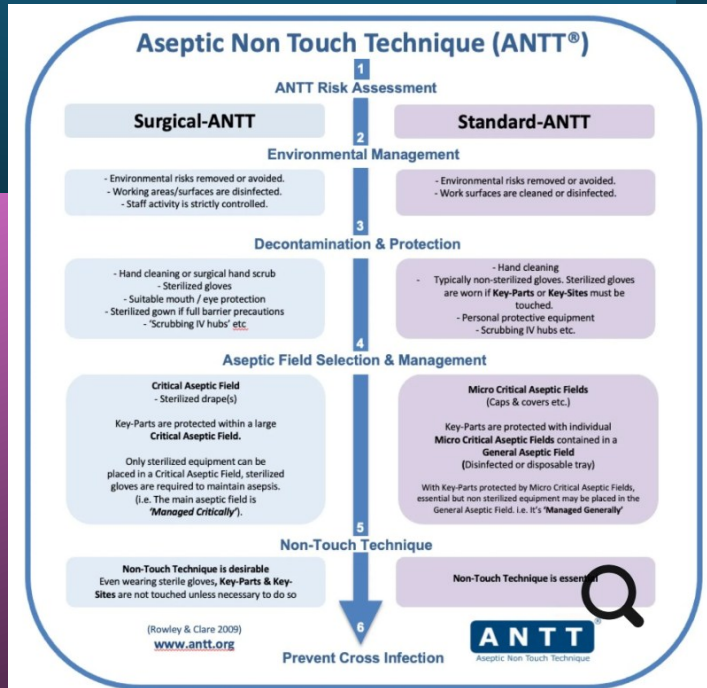 Aseptic Non Touch Technique (ANTT®)
1
ANTT Risk Assessment
Surgical-ANTT
Standard-ANTT
2
Environmental Management
- Environmental risks removed or avoided.
- Working areas/surfaces are disinfected.
- Staff activity is strictly controlled.
- Environmental risks removed or avoided.
- Work surfaces are cleaned or disinfected.
3
Decontamination & Protection
- Hand cleaning or surgical hand scrub
- Sterilized gloves
- Suitable mouth / eye protection
- Sterilized gown if full barrier precautions
- 'Scrubbing IV hubs' etc
- Hand cleaning
- Typically non-sterilized gloves. Sterilized gloves
are worn if Key-Parts or Key-Sites must be
touched.
- Personal protective equipment
- Scrubbing IV hubs etc.
4
Aseptic Field Selection & Management
Critical Aseptic Field
- Sterilized drape(s)
Key-Parts are protected within a large
Critical Aseptic Field.
Only sterilized equipment can be
placed in a Critical Aseptic Field, sterilized
gloves are required to maintain asepsis.
(i.e. The main aseptic field is
'Managed Critically').
Micro Critical Aseptic Fields
(Caps & covers etc.)
Key-Parts are protected with individual
Micro Critical Aseptic Fields contained in a
General Aseptic Field
(Disinfected or disposable tray)
With Key-Parts protected by Micro Critical Aseptic Fields,
essential but non sterilized equipment may be placed in the
General Aseptic Field. i.e. It's 'Managed Generally'
5
Non-Touch Technique
Non-Touch Technique is desirable
Even wearing sterile gloves, Key-Parts & Key-
Sites are not touched unless necessary to do so
Non-Touch Technique is essential
6
(Rowley & Clare 2009)
www.antt.org
Prevent Cross Infection
ANTT®
Aseptic Non Touch Technique